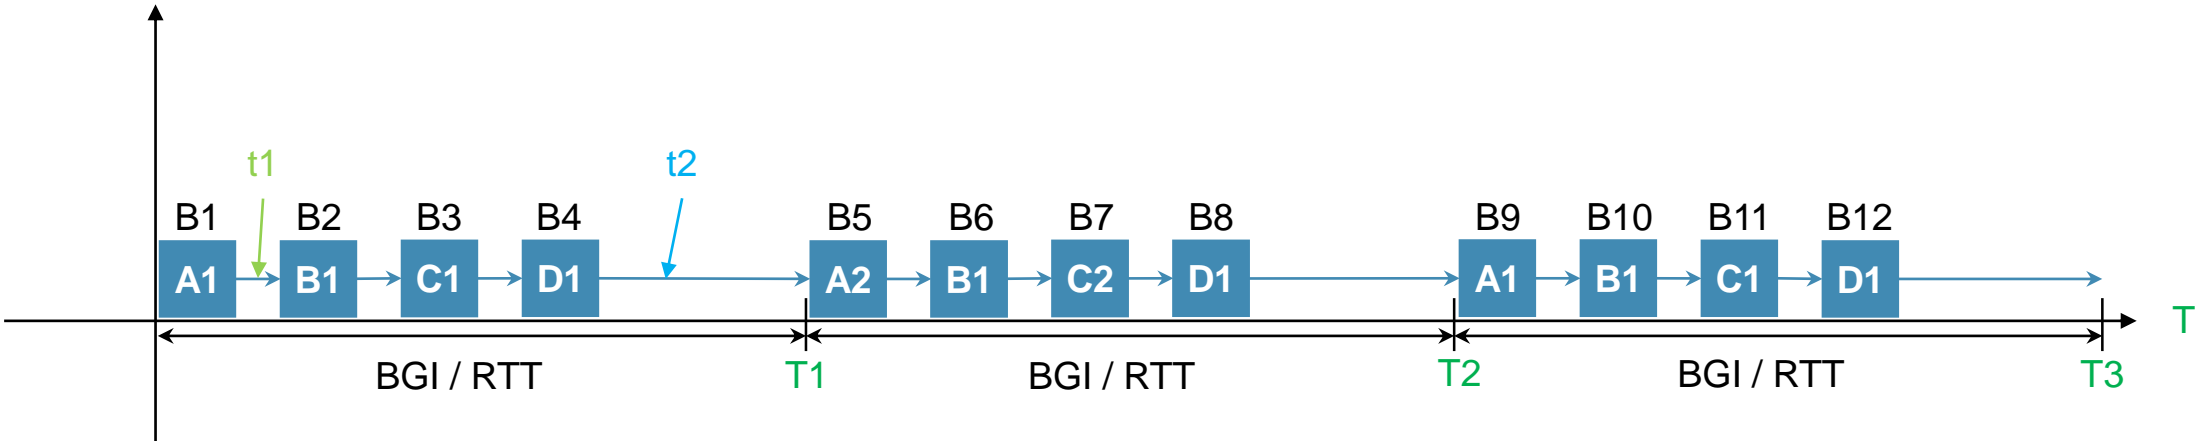 t1 t2
B1 B2 B3 B4 B5 B6 B7 B8 B9 B10 B11 B12
A1 B1 C1 D1 A2 B1 C2 D1 A1 B1 C1 D1
T
BGI / RTT T1 BGI / RTT T2 BGI / RTT T3